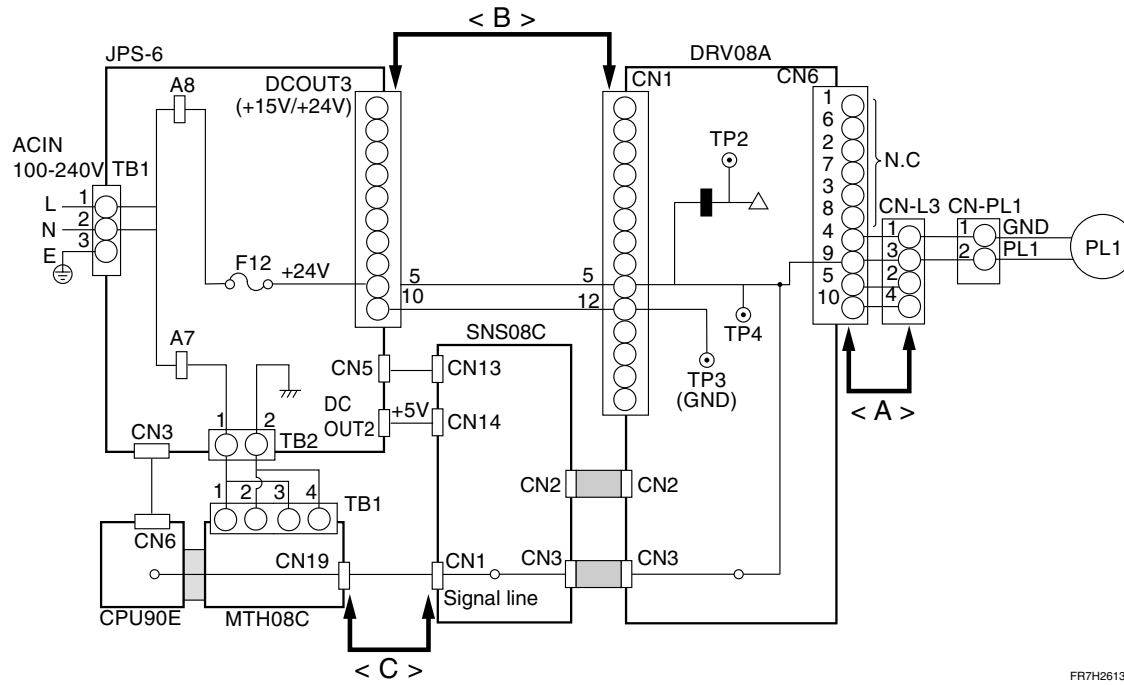 < B >
JPS-6
DRV08A
A8
DCOUT3
(+15V/+24V)
CN1
CN6
1
6
2
7
3
8
4
9
5
10
N.C
ACIN
100-240V
TB1
L
1
N
2
E
3
TP2
CN-L3
CN-PL1
1
3
2
4
1
2
GND
PL1
PL1
F12
+24V
5
10
5
12
TP4
TP3
(GND)
SNS08C
A7
CN5
CN13
DC
OUT2
+5V
CN14
< A >
1
2
TB2
CN3
1
2
3
4
TB1
CN2
CN2
CN6
CN19
CN1
CN3
CN3
Signal line
CPU90E
MTH08C
< C >
FR7H2613